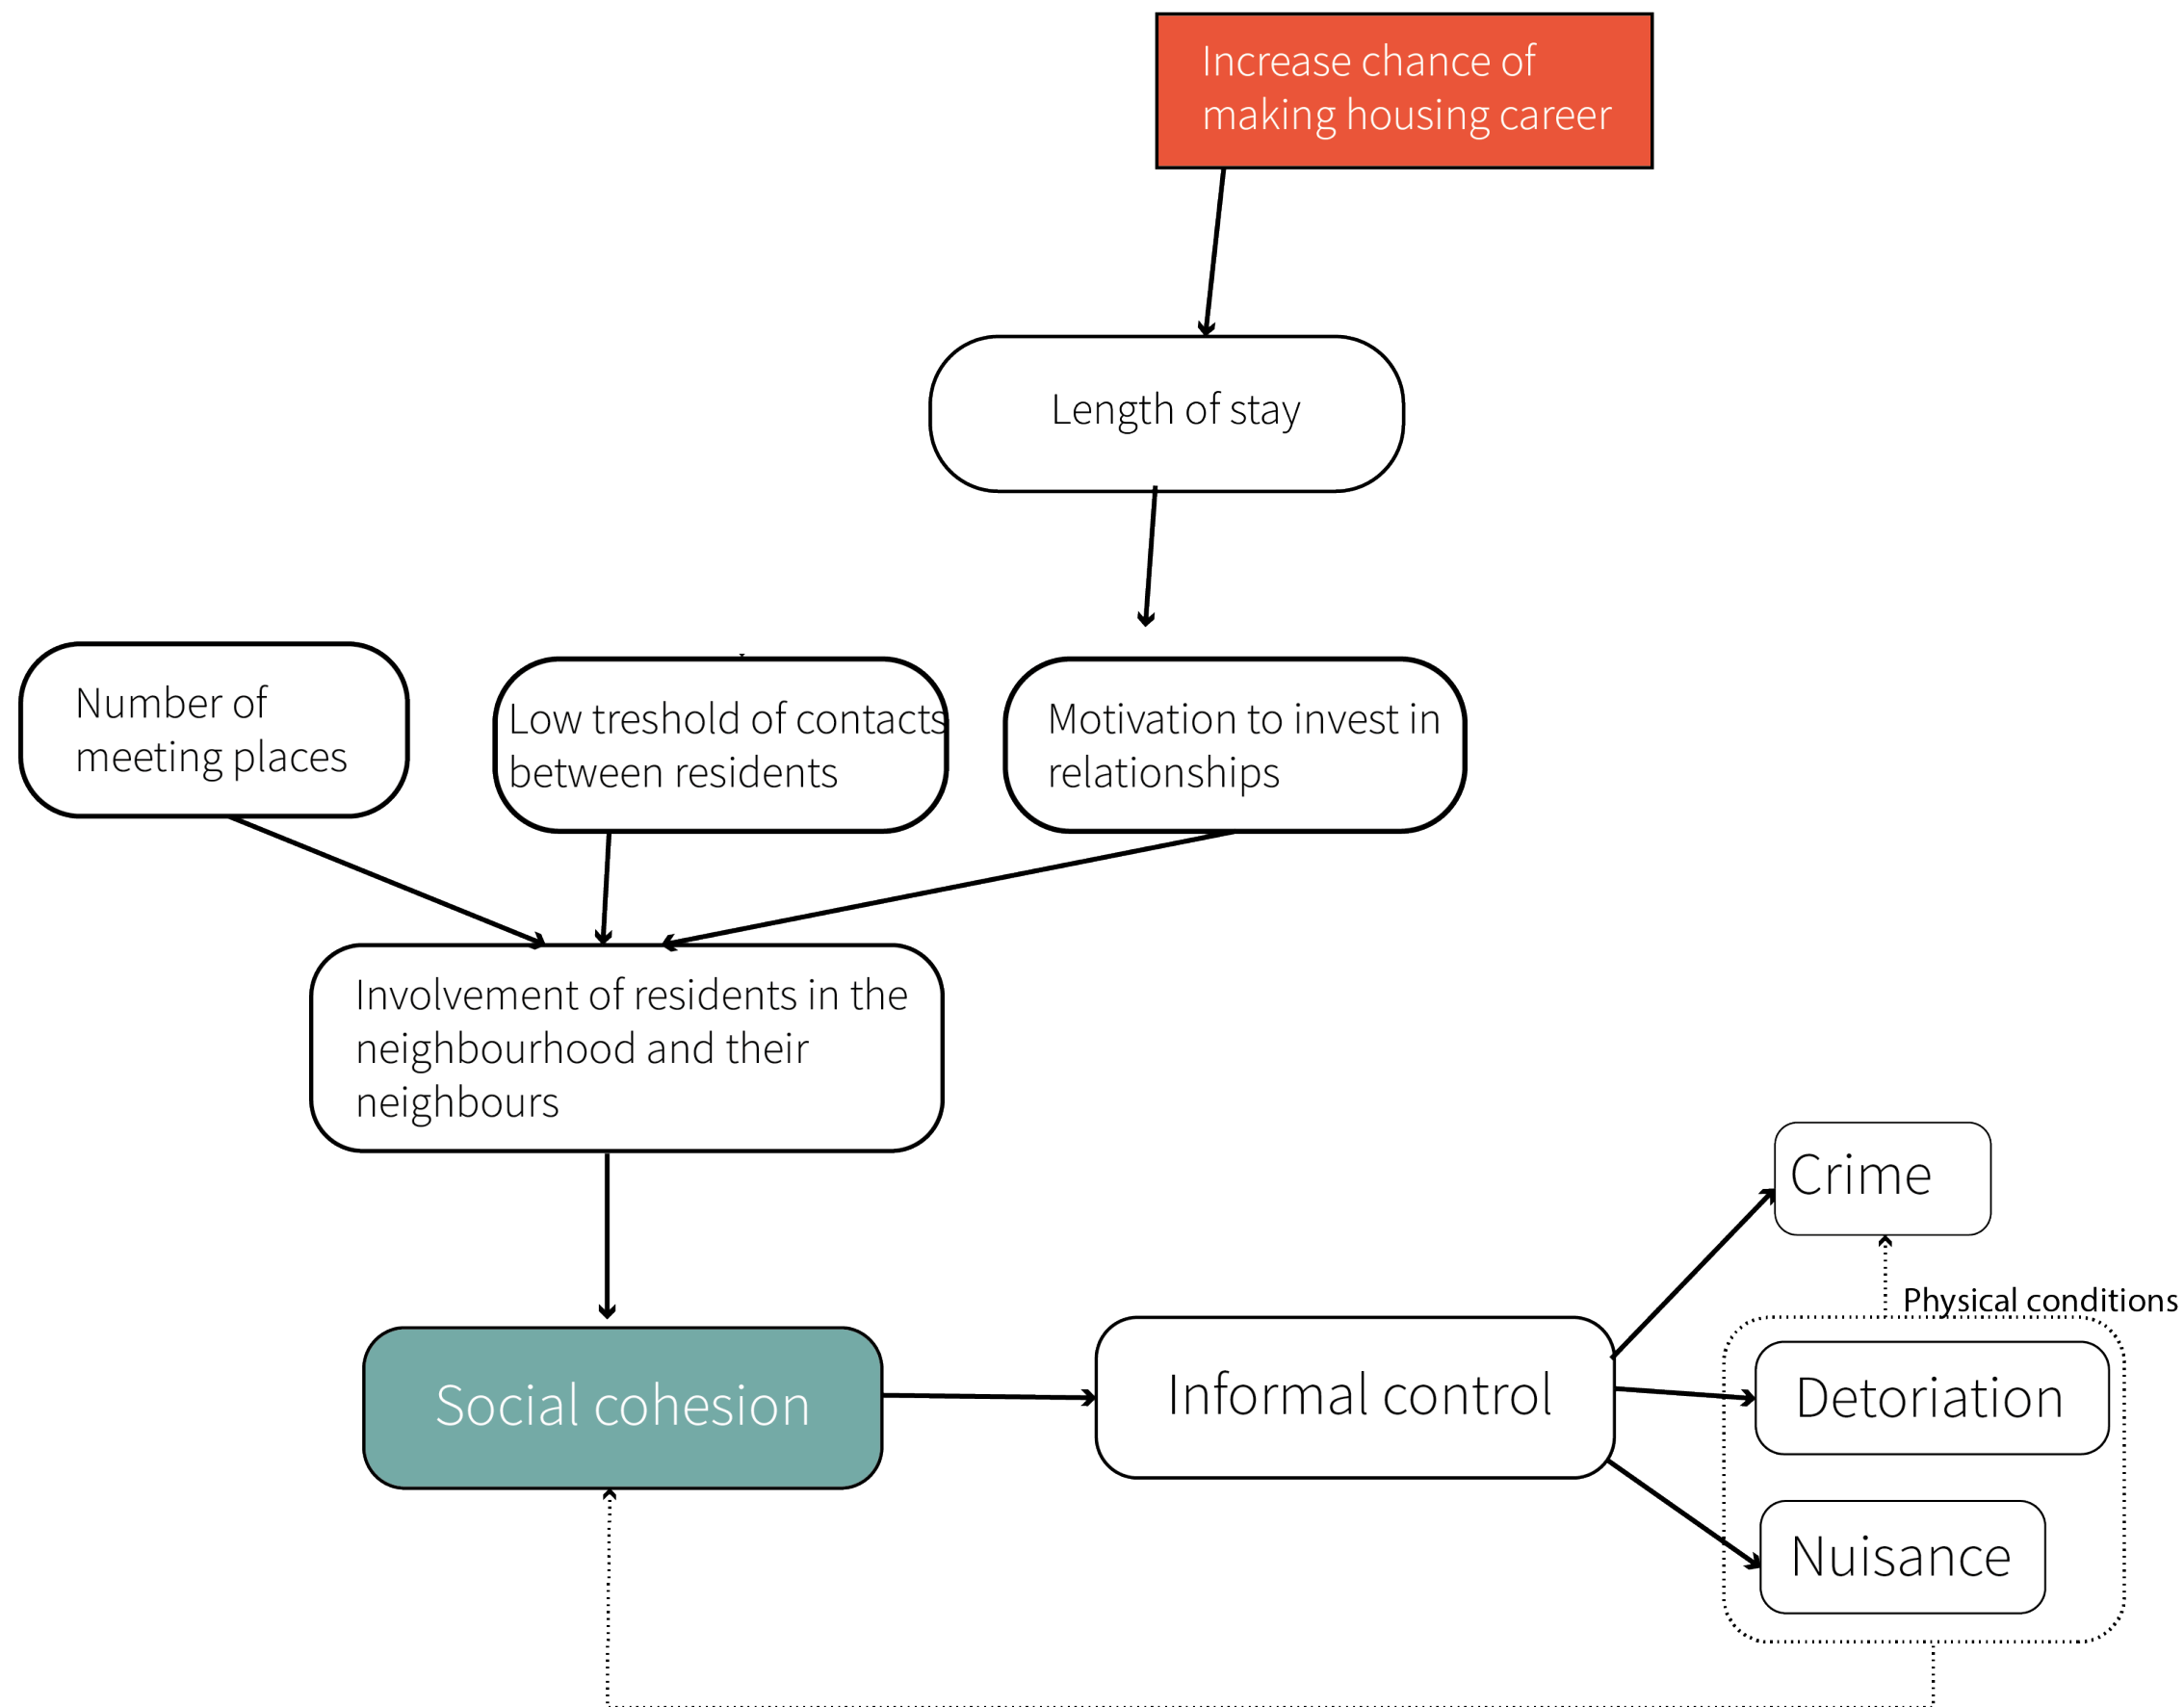 Increase chance of
making housing career
Length of stay
Number of
meeting places
Low treshold of contacts
between residents
Motivation to invest in
relationships
Involvement of residents in the
neighbourhood and their
neighbours
Crime
Physical conditions
Social cohesion
Informal control
Detoriation
Nuisance